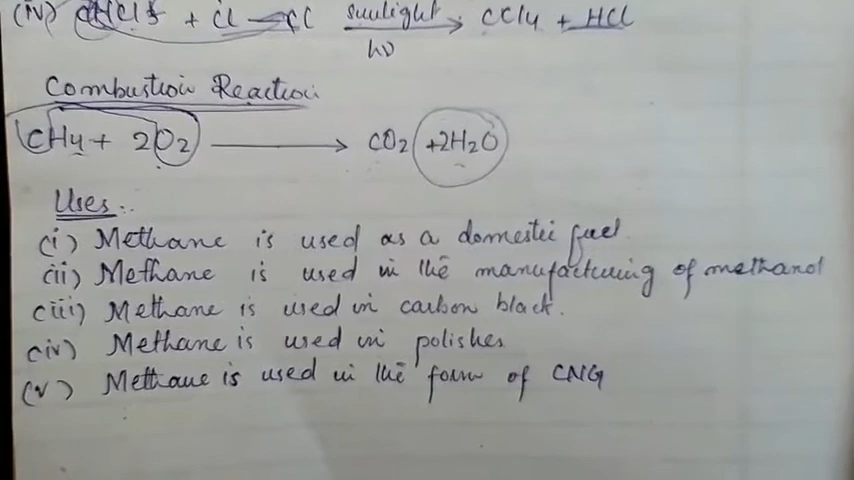 (iv) CHCl3 + Cl — Cl sunlight → CCl4 + HCl
hυ
Combustion Reaction
CH4 + 2O2 → CO2 + 2H2O
Uses:.
(i) Methane is used as a domestic fuel.
(ii) Methane is used in the manufacturing of methanol
(iii) Methane is used in carbon black.
(iv) Methane is used in polishes
(v) Methane is used in the form of CNG